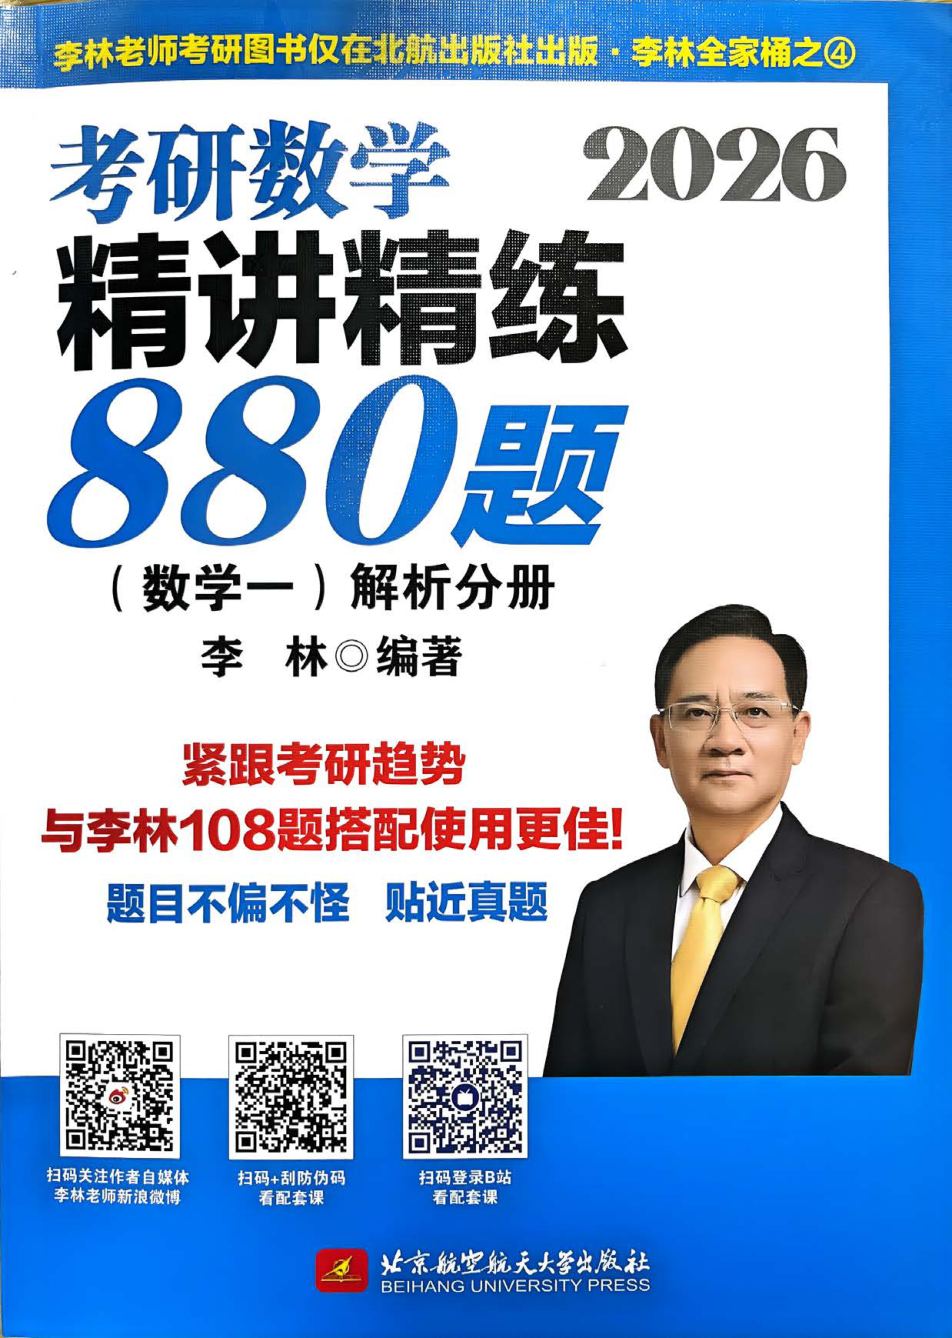 李林老师考研图书仅在北航出版社出版·李林全家桶之④
考研数学 2026
精讲精练
880题
（数学一）解析分册
李 林◎编著
紧跟考研趋势
与李林108题搭配使用更佳！
题目不偏不怪 贴近真题
扫码关注作者自媒体
李林老师新浪微博
扫码+刮防伪码
看配套课
扫码登录B站
看配套课
北京航空航天大学出版社
BEIHANG UNIVERSITY PRESS